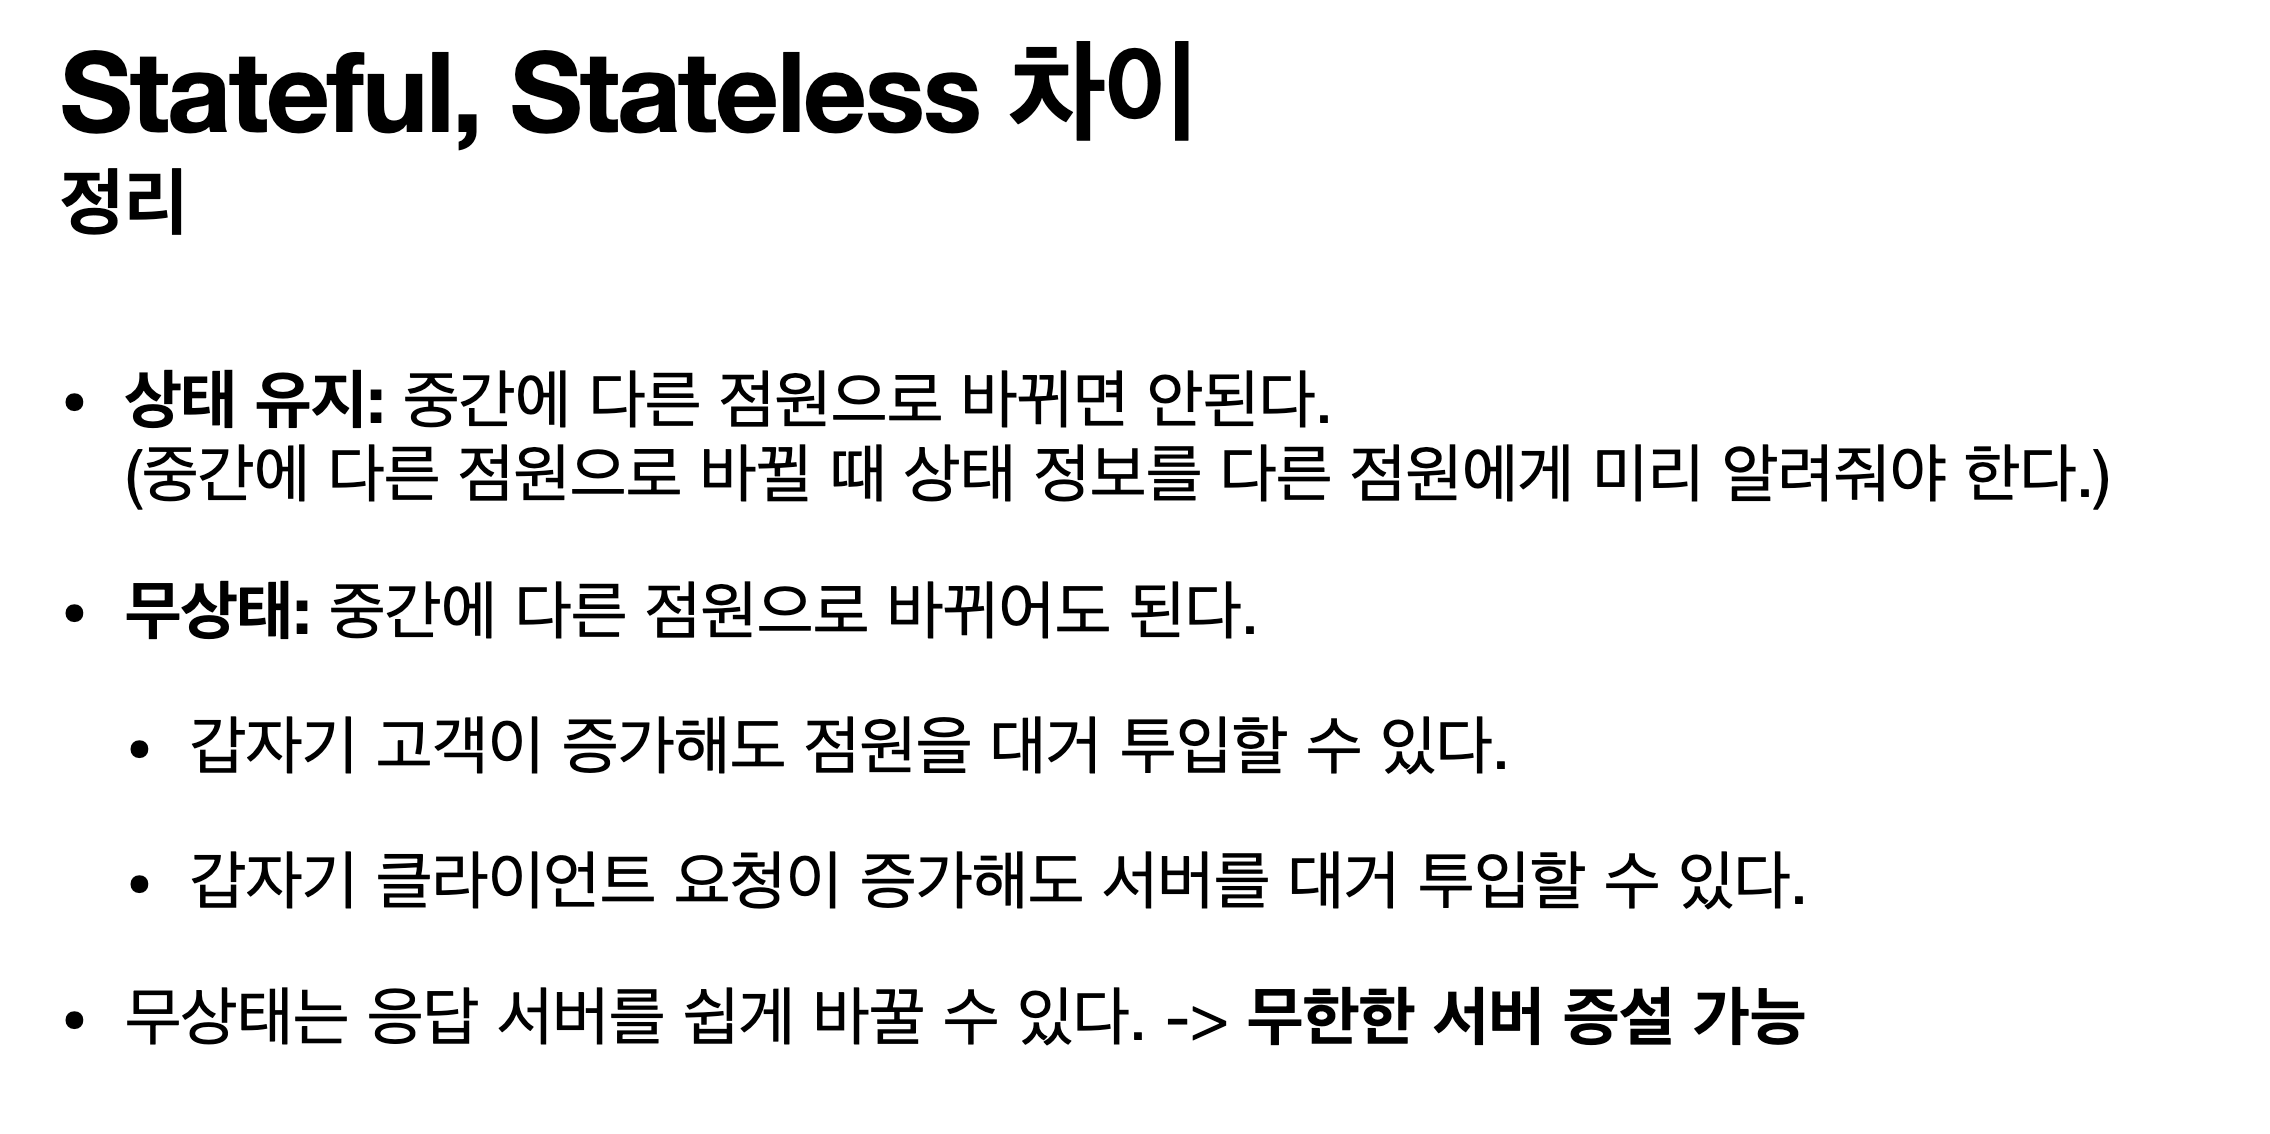 Stateful, Stateless 차이
정리
• 상태 유지: 중간에 다른 점원으로 바뀌면 안된다.
(중간에 다른 점원으로 바뀔 때 상태 정보를 다른 점원에게 미리 알려줘야 한다.)
• 무상태: 중간에 다른 점원으로 바뀌어도 된다.
• 갑자기 고객이 증가해도 점원을 대거 투입할 수 있다.
• 갑자기 클라이언트 요청이 증가해도 서버를 대거 투입할 수 있다.
• 무상태는 응답 서버를 쉽게 바꿀 수 있다. -> 무한한 서버 증설 가능